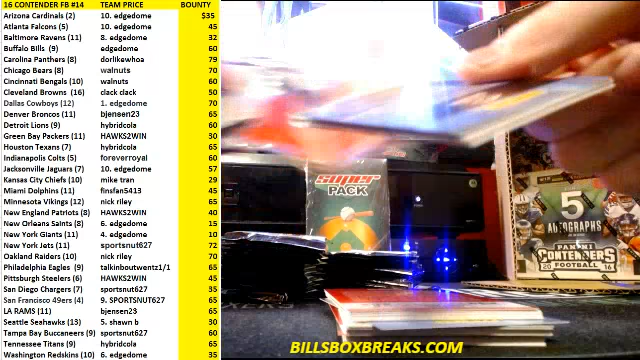 16 CONTENDER FB #14 TEAM PRICE BOUNTY
Arizona Cardinals (2) 10. edgedome $35
Atlanta Falcons (5) 10. edgedome 45
Baltimore Ravens (11) 8. edgedome 32
Buffalo Bills (9) edgedome 60
Carolina Panthers (8) dorlikewhoa 79
Chicago Bears (8) walnuts 70
Cincinnati Bengals (10) walnuts 60
Cleveland Browns (16) clack clack 50
Dallas Cowboys (12) 1. edgedome 70
Denver Broncos (11) bjensen23 65
Detroit Lions (9) hybridcola 60
Green Bay Packers (11) HAWKS2WIN 30
Houston Texans (7) hybridcola 65
Indianapolis Colts (5) foreverroyal 60
Jacksonville Jaguars (7) 10. edgedome 57
Kansas City Chiefs (10) mike tran 29
Miami Dolphins (11) finsfan5413 45
Minnesota Vikings (12) nick riley 65
New England Patriots (8) HAWKS2WIN 40
New Orleans Saints (8) 6. edgedome 15
New York Giants (11) 4. edgedome 10
New York Jets (11) sportsnut627 72
Oakland Raiders (10) nick riley 70
Philadelphia Eagles (9) talkinboutwentz1/1 65
Pittsburgh Steelers (6) HAWKS2WIN 45
San Diego Chargers (7) sportsnut627 35
San Francisco 49ers (4) 9. SPORTSNUT627 65
LA RAMS (11) bjensen23 65
Seattle Seahawks (13) 5. shawn b 30
Tampa Bay Buccaneers (9) sportsnut627 60
Tennessee Titans (9) hybridcola 65
Washington Redskins (10) 6. edgedome 35
SUPER
PACK
5
AUTOGRAPHS
PANINI
CONTENDERS
2016 FOOTBALL
BILLSBOXBREAKS.COM